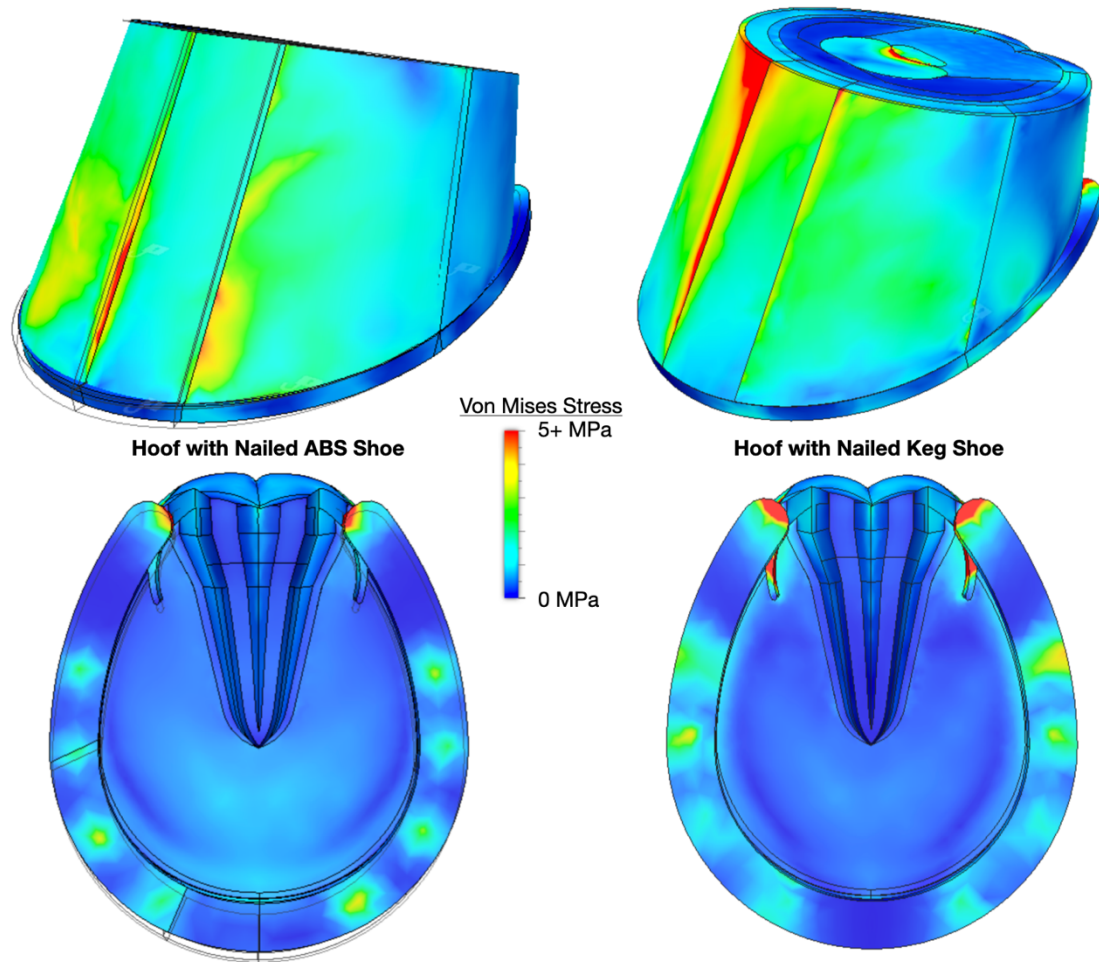 Von Mises Stress
5+ MPa
Hoof with Nailed ABS Shoe
Hoof with Nailed Keg Shoe
0 MPa